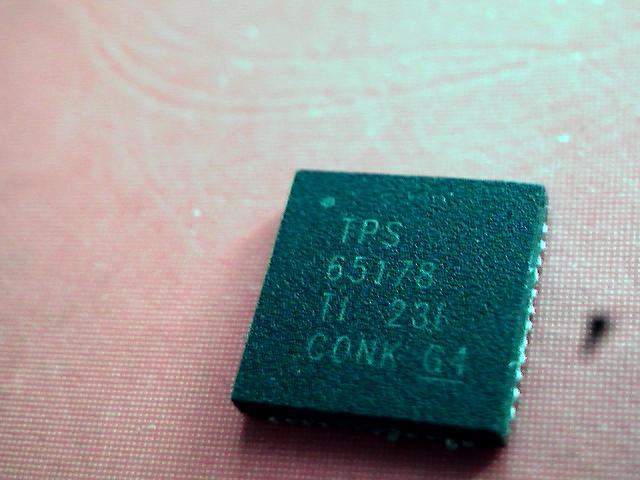 TPS
65178
TI 23I
CONK G4